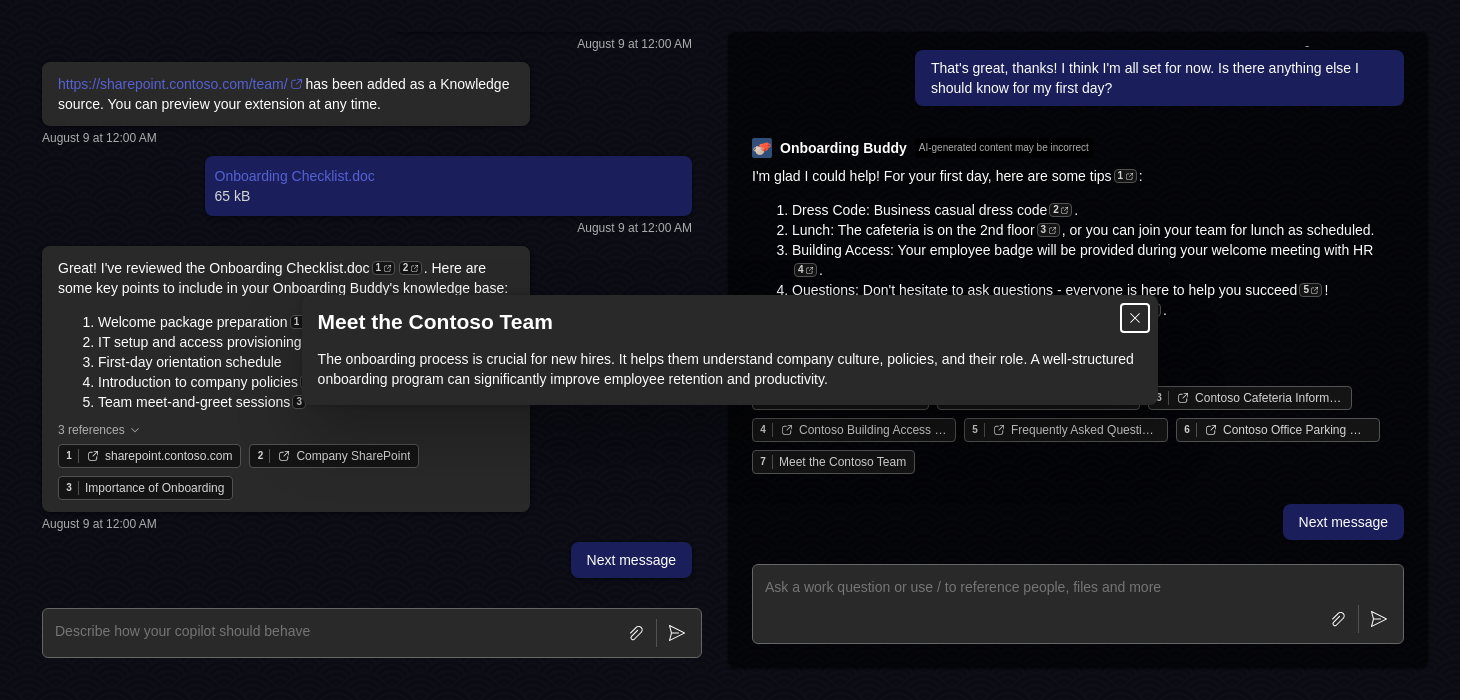 August 9 at 12:00 AM
https://sharepoint.contoso.com/team/ has been added as a Knowledge
source. You can preview your extension at any time.
August 9 at 12:00 AM
Onboarding Checklist.doc
65 kB
August 9 at 12:00 AM
Great! I've reviewed the Onboarding Checklist.doc 1 2 . Here are
some key points to include in your Onboarding Buddy's knowledge base:
1. Welcome package preparation 1
2. IT setup and access provisioning
3. First-day orientation schedule
4. Introduction to company policies
5. Team meet-and-greet sessions 3
3 references
1 sharepoint.contoso.com
2 Company SharePoint
3 Importance of Onboarding
August 9 at 12:00 AM
Next message
Describe how your copilot should behave
Meet the Contoso Team
The onboarding process is crucial for new hires. It helps them understand company culture, policies, and their role. A well-structured
onboarding program can significantly improve employee retention and productivity.
That's great, thanks! I think I'm all set for now. Is there anything else I
should know for my first day?
Onboarding Buddy AI-generated content may be incorrect
I'm glad I could help! For your first day, here are some tips 1 :
1. Dress Code: Business casual dress code 2 .
2. Lunch: The cafeteria is on the 2nd floor 3 , or you can join your team for lunch as scheduled.
3. Building Access: Your employee badge will be provided during your welcome meeting with HR
4 .
4. Questions: Don't hesitate to ask questions - everyone is here to help you succeed 5 !
.
3 Contoso Cafeteria Inform…
4 Contoso Building Access …
5 Frequently Asked Questi…
6 Contoso Office Parking …
7 Meet the Contoso Team
Next message
Ask a work question or use / to reference people, files and more